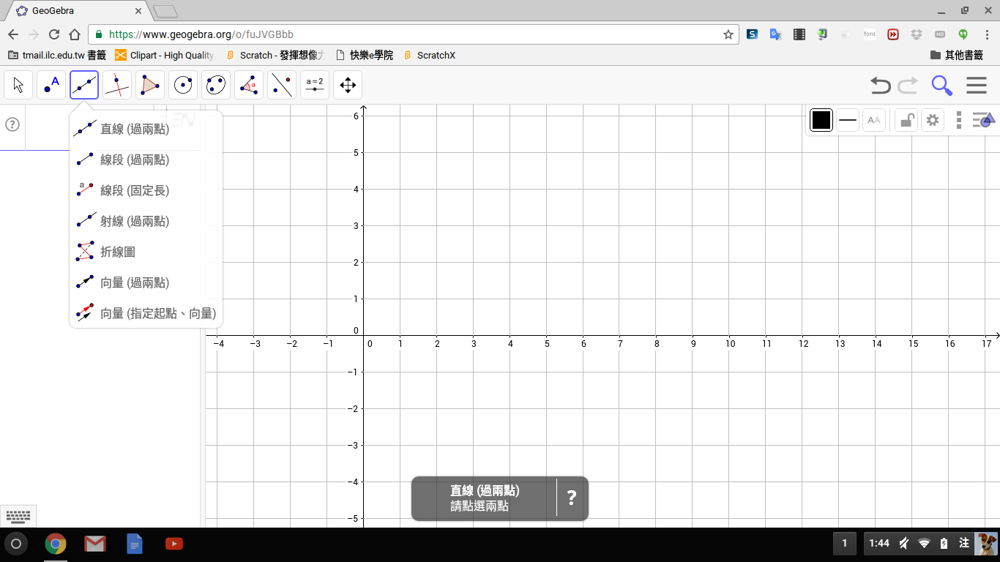 GeoGebra
https://www.geogebra.org/o/fuJVGBbb
S
font
HD
tmail.ilc.edu.tw 書籤
Clipart - High Quality
Scratch - 發揮想像力
快樂e學院
ScratchX
其他書籤
A
α
a=2
?
AA
直線 (過兩點)
線段 (過兩點)
a
線段 (固定長)
射線 (過兩點)
折線圖
向量 (過兩點)
向量 (指定起點、向量)
6
5
4
3
2
1
0
−4 −3 −2 −1 0 1 2 3 4 5 6 7 8 9 10 11 12 13 14 15 16 17
−1
−2
−3
−4
−5
直線 (過兩點)
請點選兩點
?
1
1:44
注